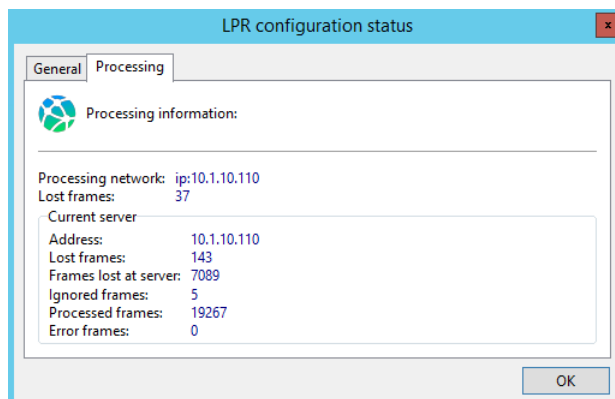 LPR configuration status
x
General Processing
Processing information:
Processing network: ip:10.1.10.110
Lost frames: 37
Current server
Address: 10.1.10.110
Lost frames: 143
Frames lost at server: 7089
Ignored frames: 5
Processed frames: 19267
Error frames: 0
OK